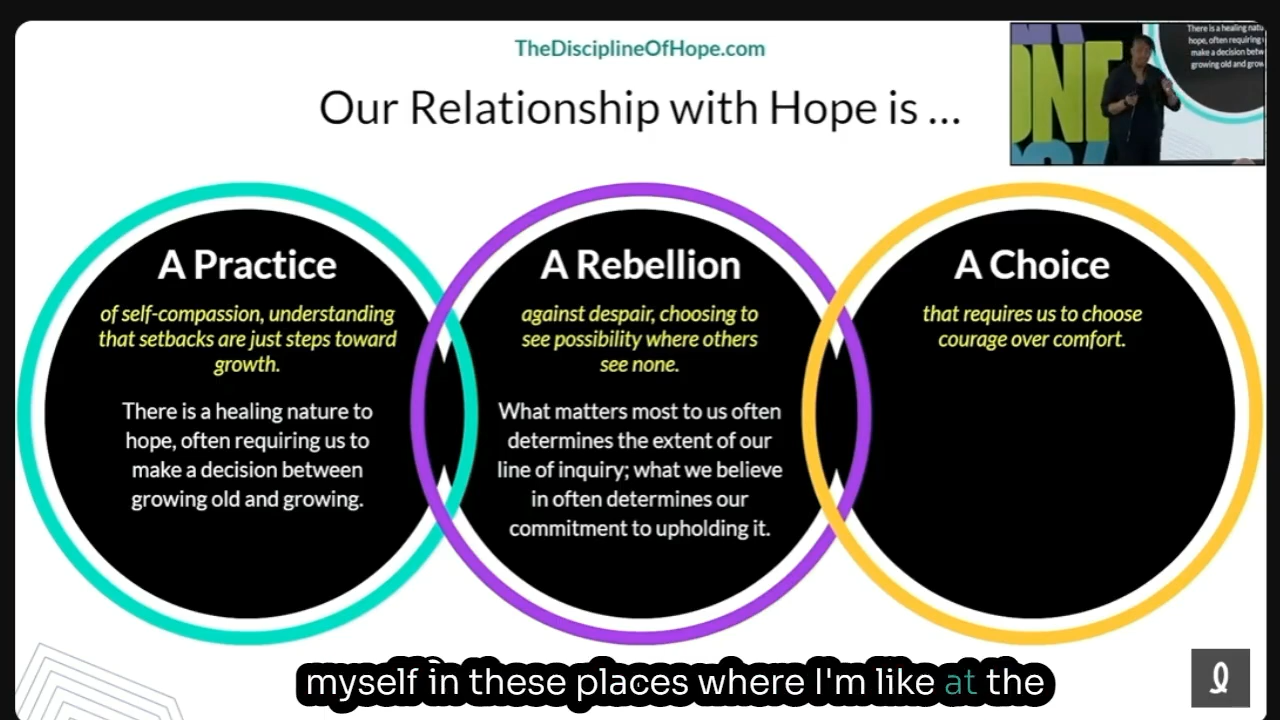 TheDisciplineOfHope.com
Our Relationship with Hope is ...
There is a healing natu
hope, often requiring u
make a decision betw
growing old and grow
ONE
A Practice
of self-compassion, understanding
that setbacks are just steps toward
growth.
There is a healing nature to
hope, often requiring us to
make a decision between
growing old and growing.
A Rebellion
against despair, choosing to
see possibility where others
see none.
What matters most to us often
determines the extent of our
line of inquiry; what we believe
in often determines our
commitment to upholding it.
A Choice
that requires us to choose
courage over comfort.
myself in these places where I'm like at the